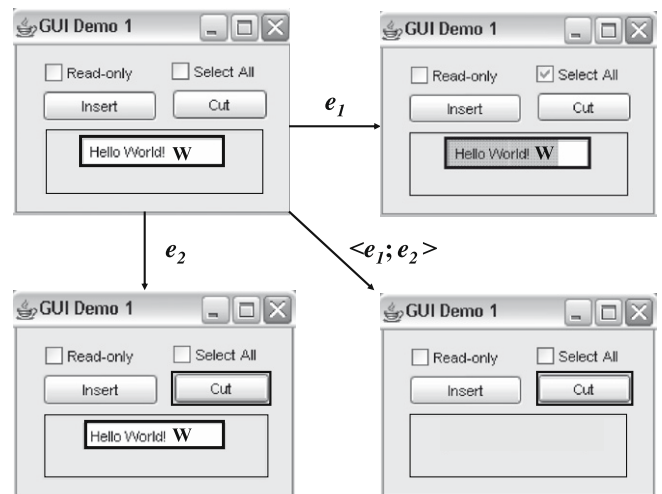 GUI Demo 1
Read-only Select All
Insert Cut
Hello World! W
e1
GUI Demo 1
Read-only Select All
Insert Cut
Hello World! W
e2
<e1; e2>
GUI Demo 1
Read-only Select All
Insert Cut
Hello World! W
GUI Demo 1
Read-only Select All
Insert Cut